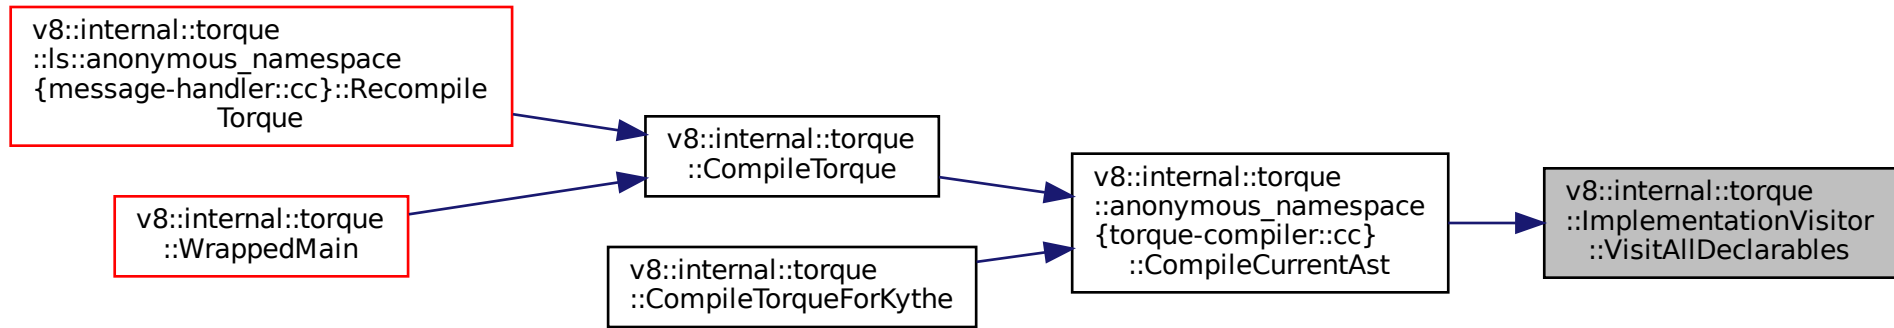 v8::internal::torque
::ls::anonymous_namespace
{message-handler::cc}::Recompile
Torque
v8::internal::torque
::WrappedMain
v8::internal::torque
::CompileTorque
v8::internal::torque
::CompileTorqueForKythe
v8::internal::torque
::anonymous_namespace
{torque-compiler::cc}
::CompileCurrentAst
v8::internal::torque
::ImplementationVisitor
::VisitAllDeclarables